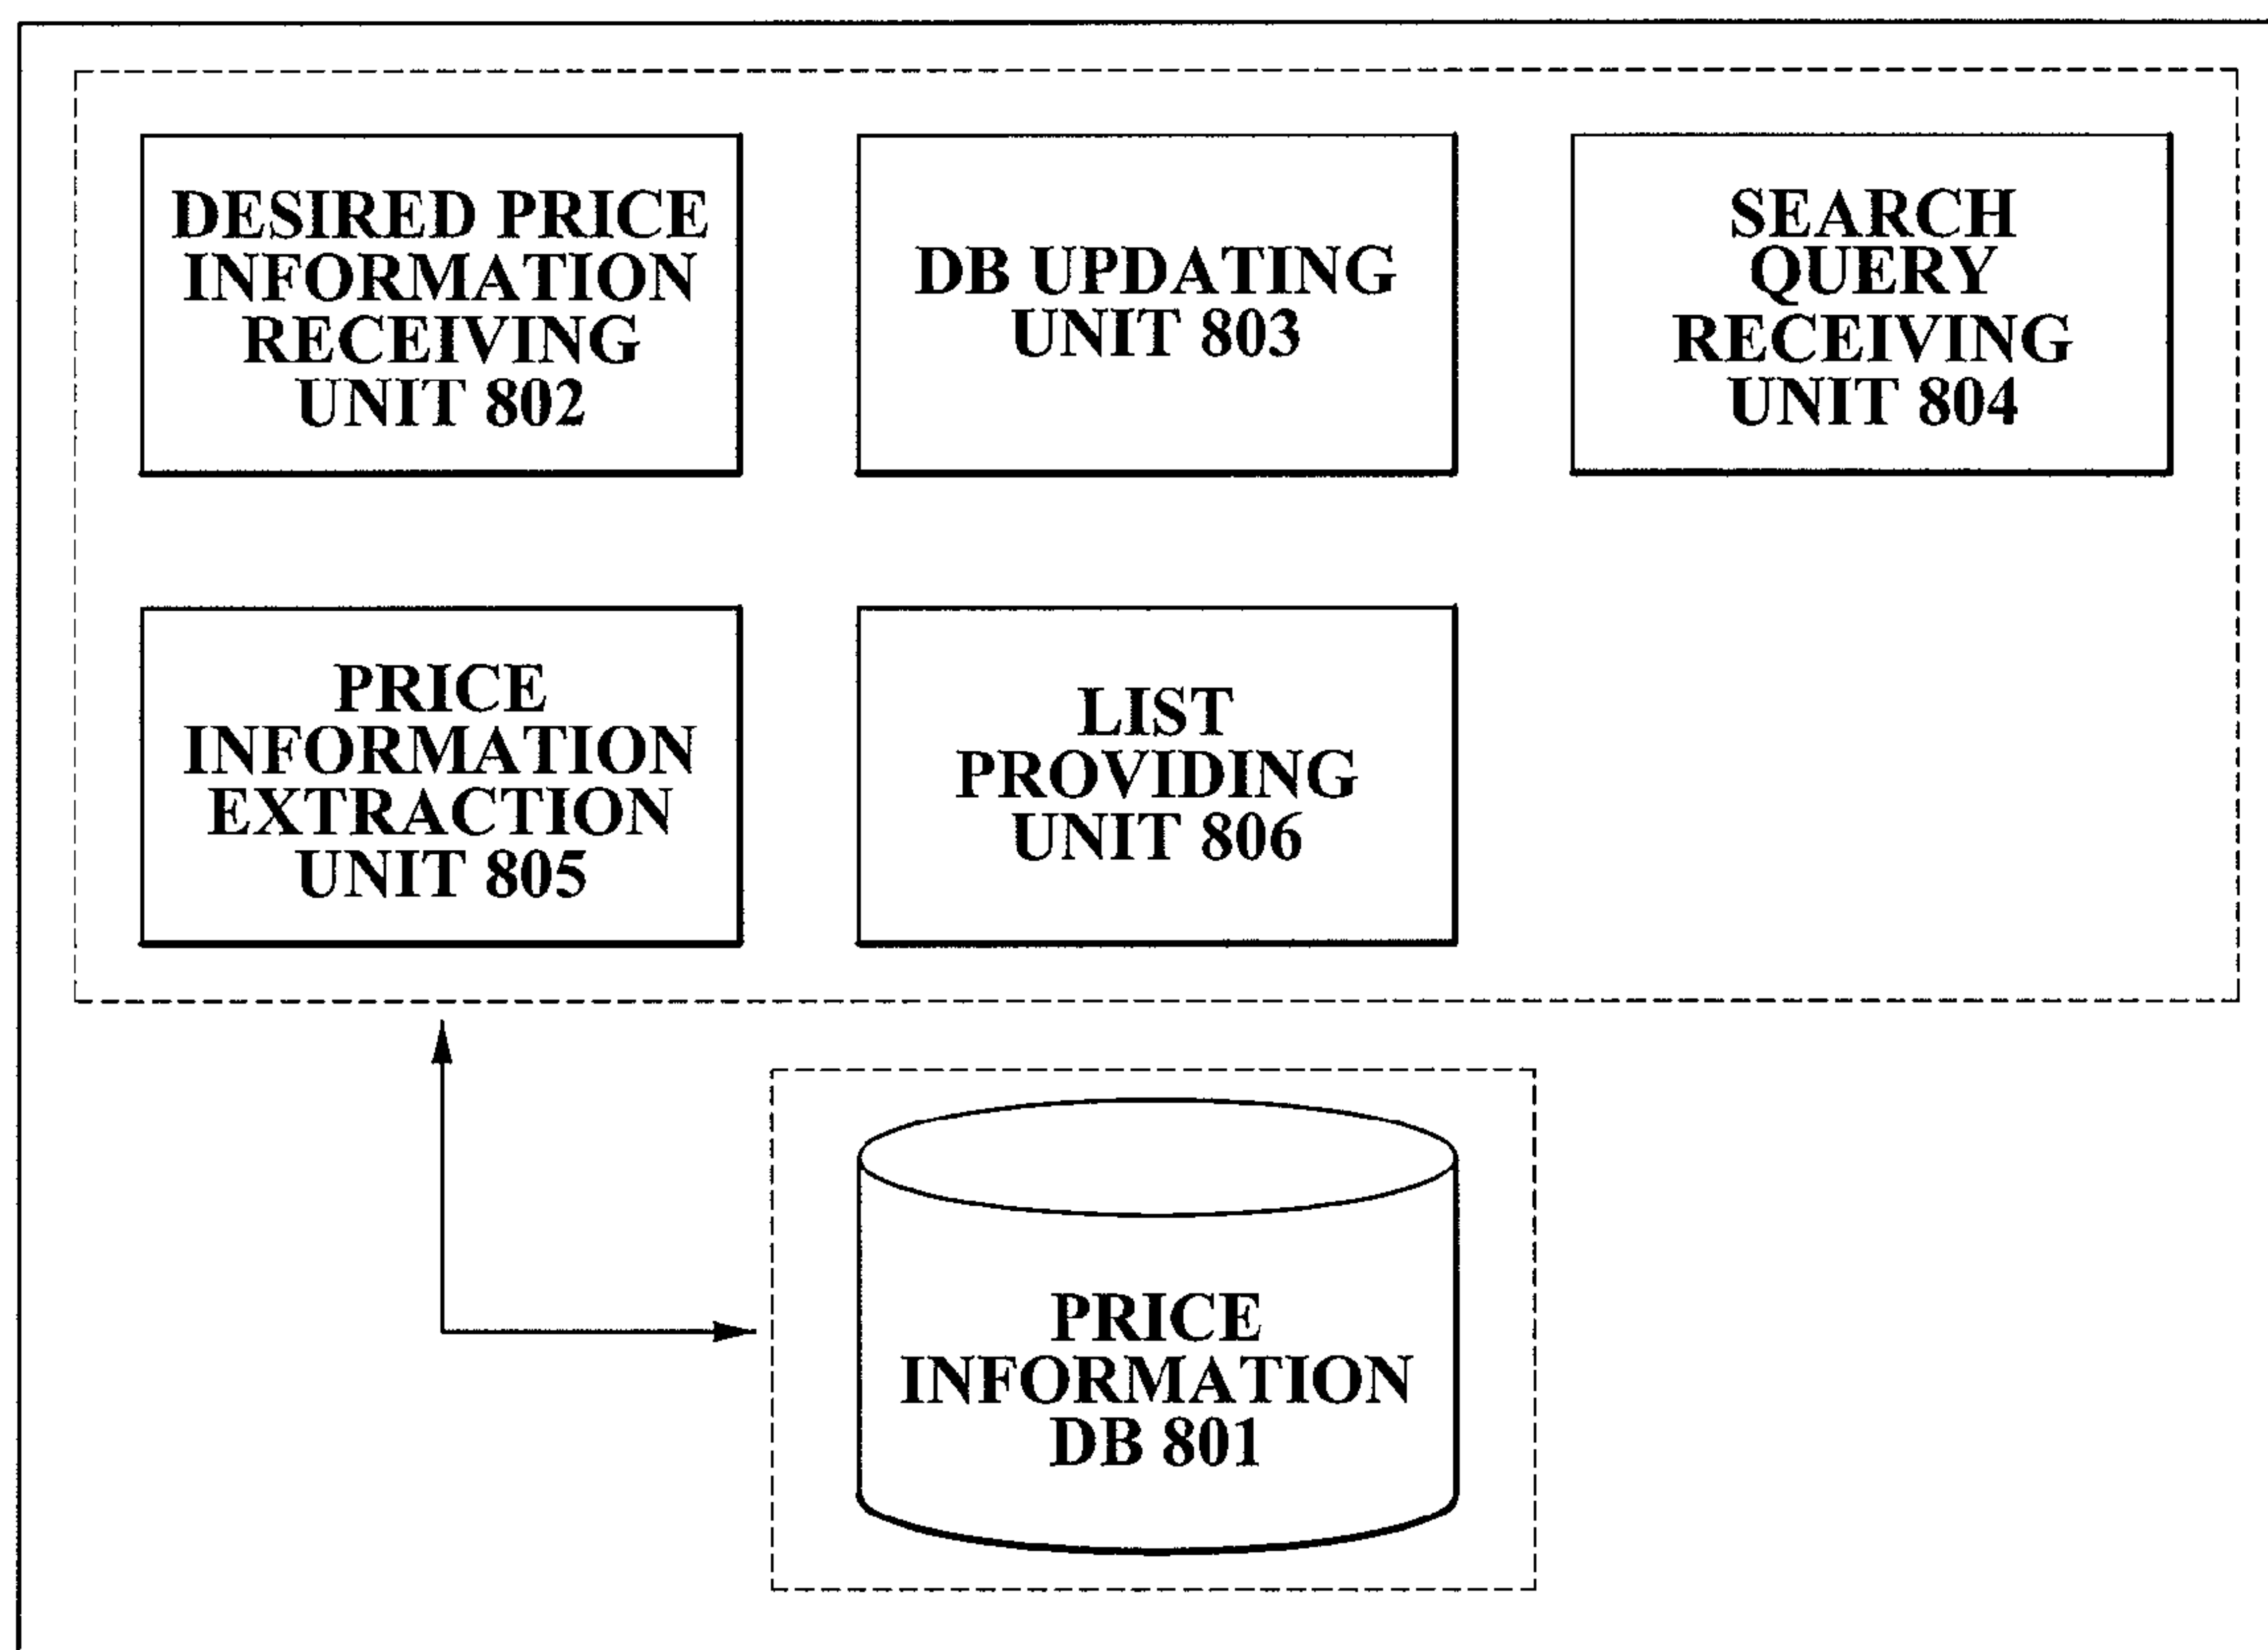 DESIRED PRICE
INFORMATION
RECEIVING
UNIT 802
DB UPDATING
UNIT 803
SEARCH
QUERY
RECEIVING
UNIT 804
PRICE
INFORMATION
EXTRACTION
UNIT 805
LIST
PROVIDING
UNIT 806
PRICE
INFORMATION
DB 801